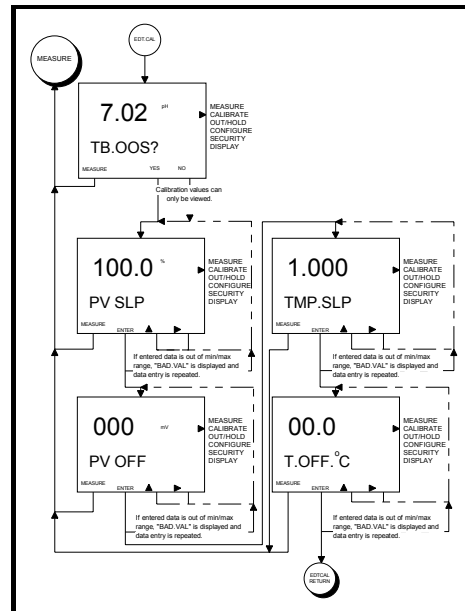 MEASURE
EDT.CAL
7.02 pH
TB.OOS?
MEASURE YES NO
MEASURE
CALIBRATE
OUT/HOLD
CONFIGURE
SECURITY
DISPLAY
Calibration values can
only be viewed.
100.0 %
PV SLP
MEASURE ENTER
MEASURE
CALIBRATE
OUT/HOLD
CONFIGURE
SECURITY
DISPLAY
If entered data is out of min/max
range, "BAD.VAL" is displayed and
data entry is repeated.
000 mV
PV OFF
MEASURE ENTER
MEASURE
CALIBRATE
OUT/HOLD
CONFIGURE
SECURITY
DISPLAY
If entered data is out of min/max
range, "BAD.VAL" is displayed and
data entry is repeated.
1.000
TMP.SLP
MEASURE ENTER
MEASURE
CALIBRATE
OUT/HOLD
CONFIGURE
SECURITY
DISPLAY
If entered data is out of min/max
range, "BAD.VAL" is displayed and
data entry is repeated.
00.0
T.OFF.°C
MEASURE ENTER
MEASURE
CALIBRATE
OUT/HOLD
CONFIGURE
SECURITY
DISPLAY
If entered data is out of min/max
range, "BAD.VAL" is displayed and
data entry is repeated.
EDTCAL
RETURN